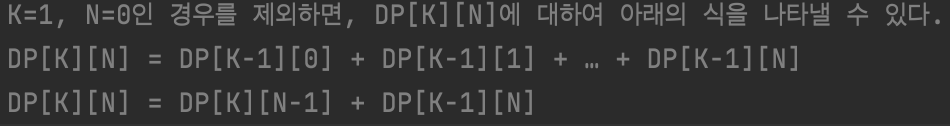 K=1, N=0인 경우를 제외하면, DP[K][N]에 대하여 아래의 식을 나타낼 수 있다.
DP[K][N] = DP[K-1][0] + DP[K-1][1] + … + DP[K-1][N]
DP[K][N] = DP[K][N-1] + DP[K-1][N]